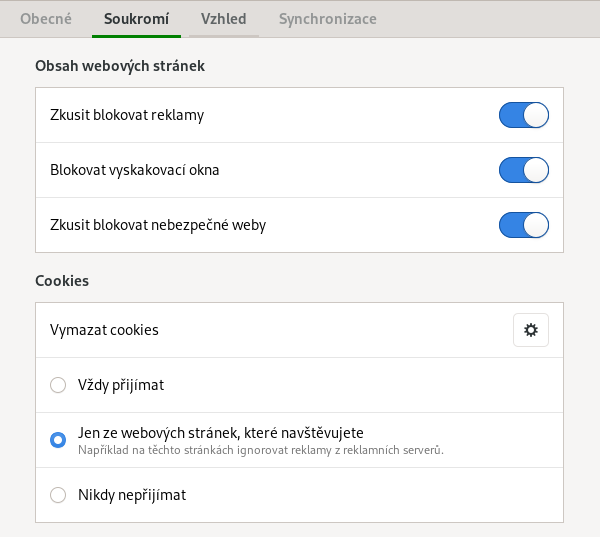 Obecné Soukromí Vzhled Synchronizace
Obsah webových stránek
Zkusit blokovat reklamy
Blokovat vyskakovací okna
Zkusit blokovat nebezpečné weby
Cookies
Vymazat cookies
Vždy přijímat
Jen ze webových stránek, které navštěvujete
Například na těchto stránkách ignorovat reklamy z reklamních serverů.
Nikdy nepřijímat